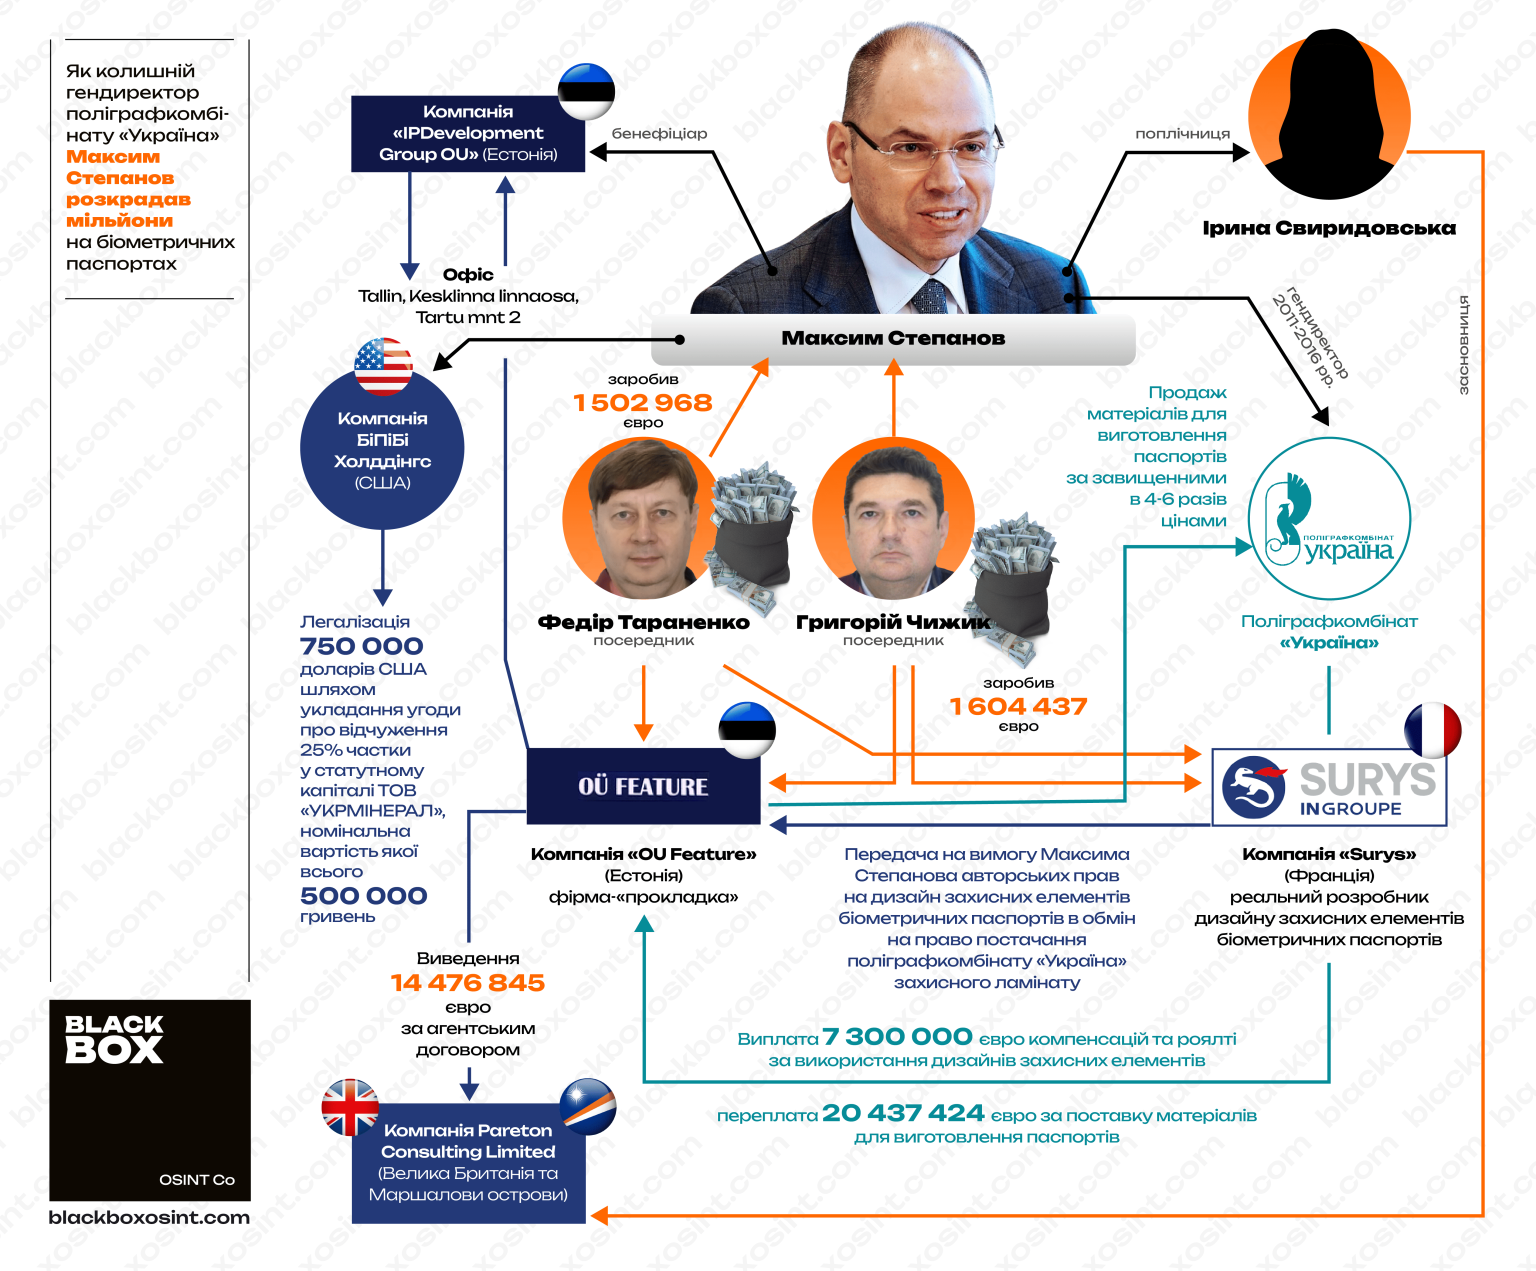 Як колишній
гендиректор
поліграфкомбі-
нату «Україна»
Максим
Степанов
розкрадав
мільйони
на біометричних
паспортах
Компанія
«IPDevelopment
Group OU» (Естонія)
бенефіціар
поплічниця
Ірина Свиридовська
Офіс
Tallin, Kesklinna linnaosa,
Tartu mnt 2
Максим Степанов
гендиректор
2011-2016 рр.
засновниця
Компанія
БіПіБі
Холддінгс
(США)
заробив
1 502 968
євро
Продаж
матеріалів для
виготовлення
паспортів
за завищенними
в 4-6 разів
цінами
ПОЛІГРАФКОМБІНАТ
україна
Федір Тараненко
посередник
Григорій Чижик
посередник
Поліграфкомбінат
«Україна»
Легалізація
750 000
доларів США
шляхом
укладання угоди
про відчуження
25% частки
у статутному
капіталі ТОВ
«УКРМІНЕРАЛ»,
номінальна
вартість якої
всього
500 000
гривень
заробив
1 604 437
євро
OÜ FEATURE
SURYS
INGROUPE
Компанія «OU Feature»
(Естонія)
фірма-«прокладка»
Передача на вимогу Максима
Степанова авторських прав
на дизайн захисних елементів
біометричних паспортів в обмін
на право постачання
поліграфкомбінату «Україна»
захисного ламінату
Компанія «Surys»
(Франція)
реальний розробник
дизайну захисних елементів
біометричних паспортів
Виведення
14 476 845
євро
за агентським
договором
Виплата 7 300 000 євро компенсацій та роялті
за використання дизайнів захисних елементів
переплата 20 437 424 євро за поставку матеріалів
для виготовлення паспортів
Компанія Pareton
Consulting Limited
(Велика Британія та
Маршалови острови)
BLACK
BOX
OSINT Co
blackboxosint.com